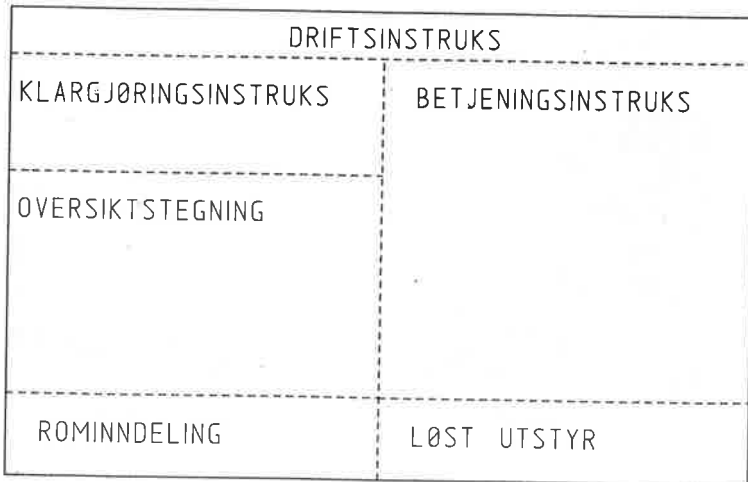 DRIFTSINSTRUKS
KLARGJØRINGSINSTRUKS
BETJENINGSINSTRUKS
OVERSIKTSTEGNING
ROMINNDELING
LØST UTSTYR